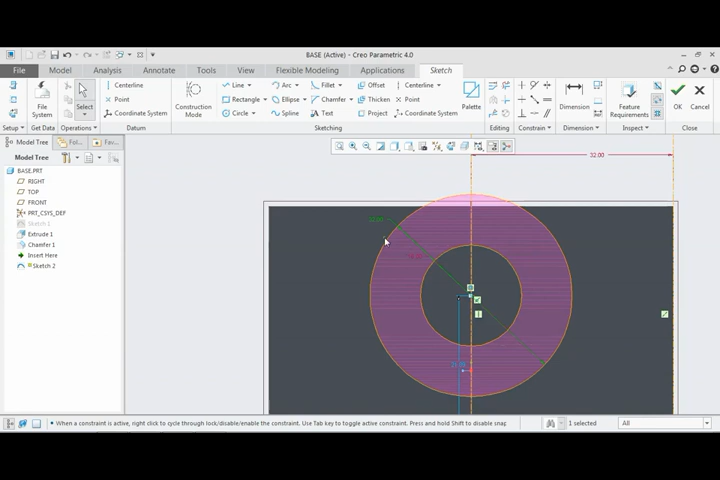 BASE (Active) - Creo Parametric 4.0
File Model Analysis Annotate Tools View Flexible Modeling Applications Sketch
Centerline Line Arc Fillet Offset Centerline
File System Select Point Construction Mode Rectangle Ellipse Chamfer Thicken Point Palette Dimension Feature Requirements OK Cancel
Coordinate System Circle Spline Text Project Coordinate System
Setup Get Data Operations Datum Sketching Editing Constrain Dimension Inspect Close
Model Tree Fol... Fav...
Model Tree
32.00
BASE.PRT
RIGHT
TOP
FRONT
PRT_CSYS_DEF
Sketch 1
Extrude 1
Chamfer 1
Insert Here
Sketch 2
When a constraint is active, right click to cycle through lock/disable/enable the constraint. Use Tab key to toggle active constraint. Press and hold Shift to disable snap
1 selected
All